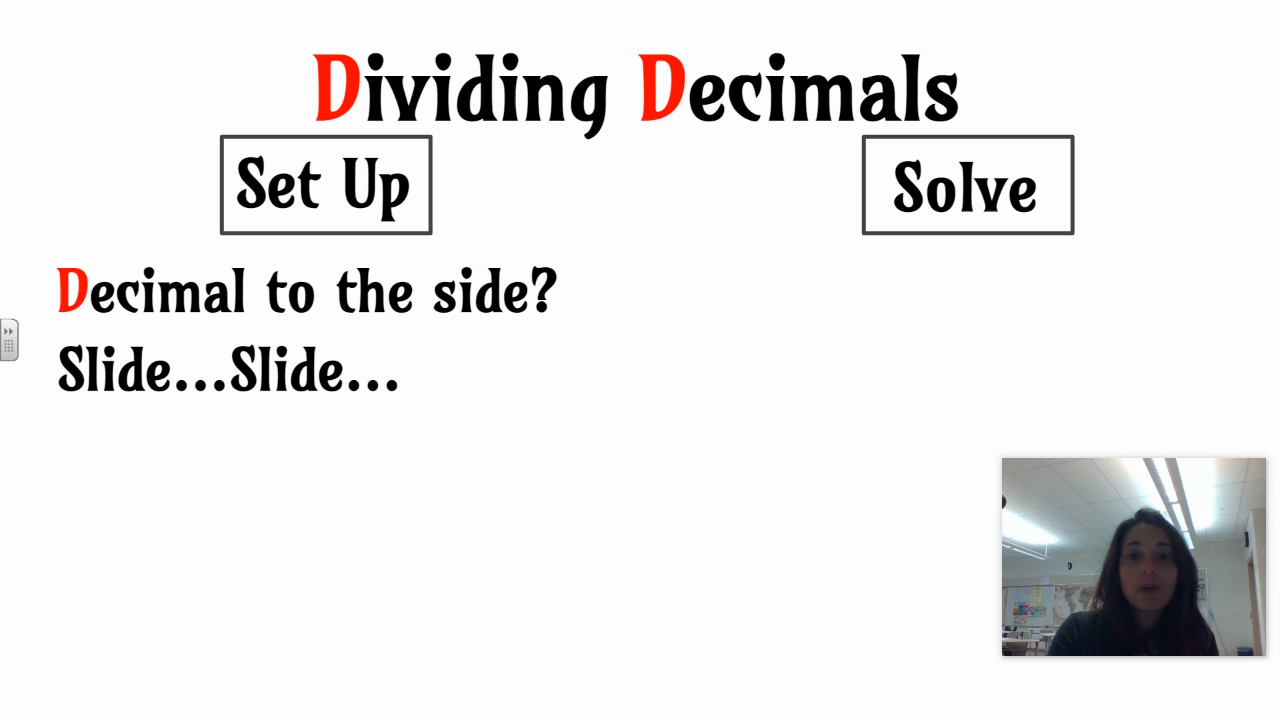 Dividing Decimals
Set Up
Solve
Decimal to the side?
Slide...Slide...